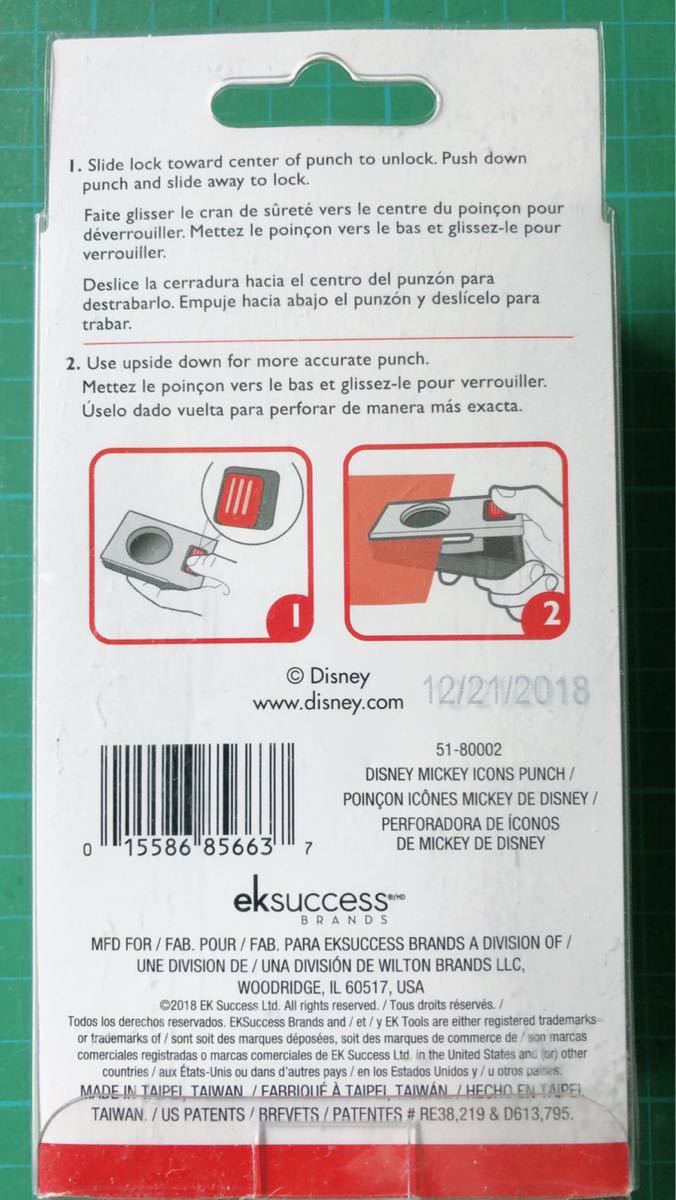 1. Slide lock toward center of punch to unlock. Push down
punch and slide away to lock.
Faite glisser le cran de sûreté vers le centre du poinçon pour
déverrouiller. Mettez le poinçon vers le bas et glissez-le pour
verrouiller.
Deslice la cerradura hacia el centro del punzón para
destrabarlo. Empuje hacia abajo el punzón y deslícelo para
trabar.
2. Use upside down for more accurate punch.
Mettez le poinçon vers le bas et glissez-le pour verrouiller.
Úselo dado vuelta para perforar de manera más exacta.
1
2
© Disney
www.disney.com
12/21/2018
51-80002
DISNEY MICKEY ICONS PUNCH /
POINÇON ICÔNES MICKEY DE DISNEY /
PERFORADORA DE ÍCONOS
DE MICKEY DE DISNEY
0 15586 85663 7
eksuccess®/MD
BRANDS
MFD FOR / FAB. POUR / FAB. PARA EKSUCCESS BRANDS A DIVISION OF /
UNE DIVISION DE / UNA DIVISIÓN DE WILTON BRANDS LLC,
WOODRIDGE, IL 60517, USA
©2018 EK Success Ltd. All rights reserved. / Tous droits réservés. /
Todos los derechos reservados. EKSuccess Brands and / et / y EK Tools are either registered trademarks
or trademarks of / sont soit des marques déposées, soit des marques de commerce de / son marcas
comerciales registradas o marcas comerciales de EK Success Ltd. in the United States and (or) other
countries / aux États-Unis ou dans d'autres pays / en los Estados Unidos y / u otros países.
MADE IN TAIPEI, TAIWAN. / FABRIQUÉ À TAIPEI, TAIWÁN. / HECHO EN TAIPEI,
TAIWAN. / US PATENTS / BREVETS / PATENTES # RE38,219 & D613,795.